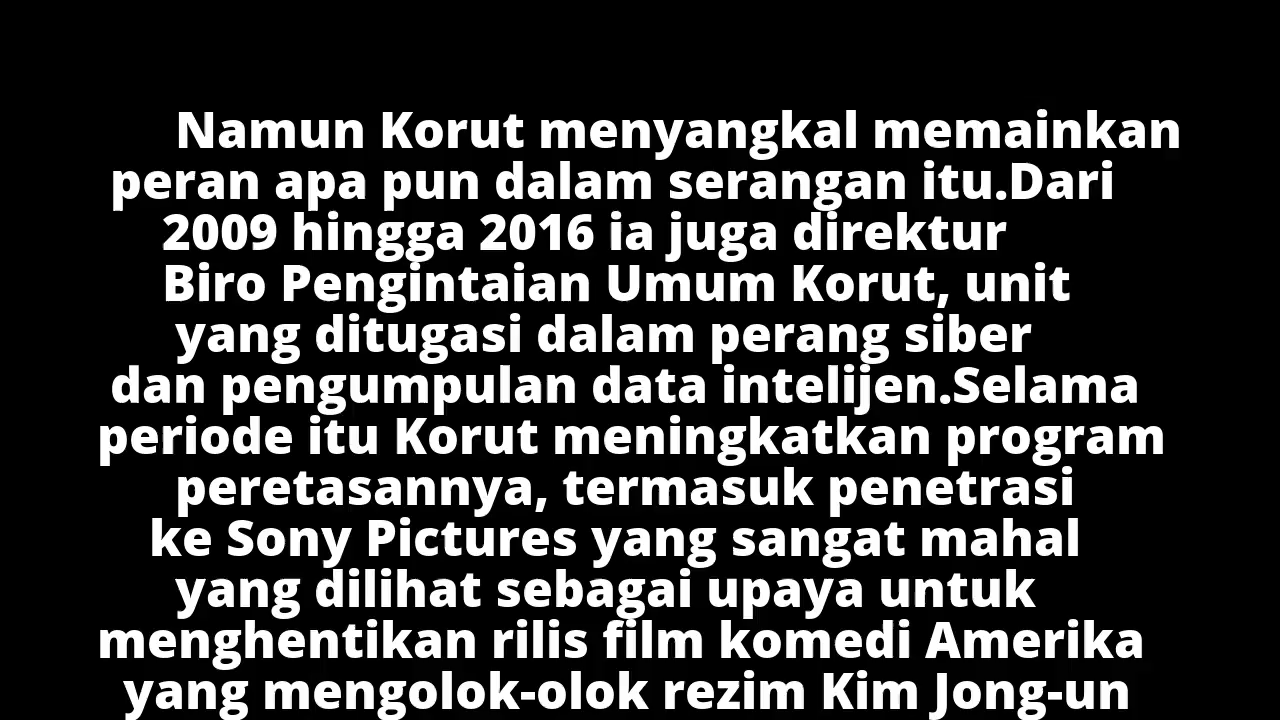 Namun Korut menyangkal memainkan
peran apa pun dalam serangan itu.Dari
2009 hingga 2016 ia juga direktur
Biro Pengintaian Umum Korut, unit
yang ditugasi dalam perang siber
dan pengumpulan data intelijen.Selama
periode itu Korut meningkatkan program
peretasannya, termasuk penetrasi
ke Sony Pictures yang sangat mahal
yang dilihat sebagai upaya untuk
menghentikan rilis film komedi Amerika
yang mengolok-olok rezim Kim Jong-un